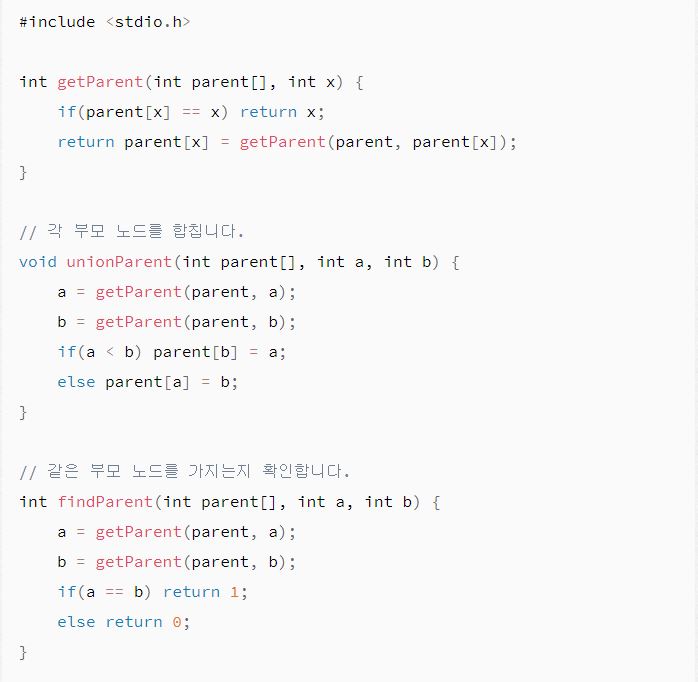 #include <stdio.h>
int getParent(int parent[], int x) {
    if(parent[x] == x) return x;
    return parent[x] = getParent(parent, parent[x]);
}
// 각 부모 노드를 합칩니다.
void unionParent(int parent[], int a, int b) {
    a = getParent(parent, a);
    b = getParent(parent, b);
    if(a < b) parent[b] = a;
    else parent[a] = b;
}
// 같은 부모 노드를 가지는지 확인합니다.
int findParent(int parent[], int a, int b) {
    a = getParent(parent, a);
    b = getParent(parent, b);
    if(a == b) return 1;
    else return 0;
}